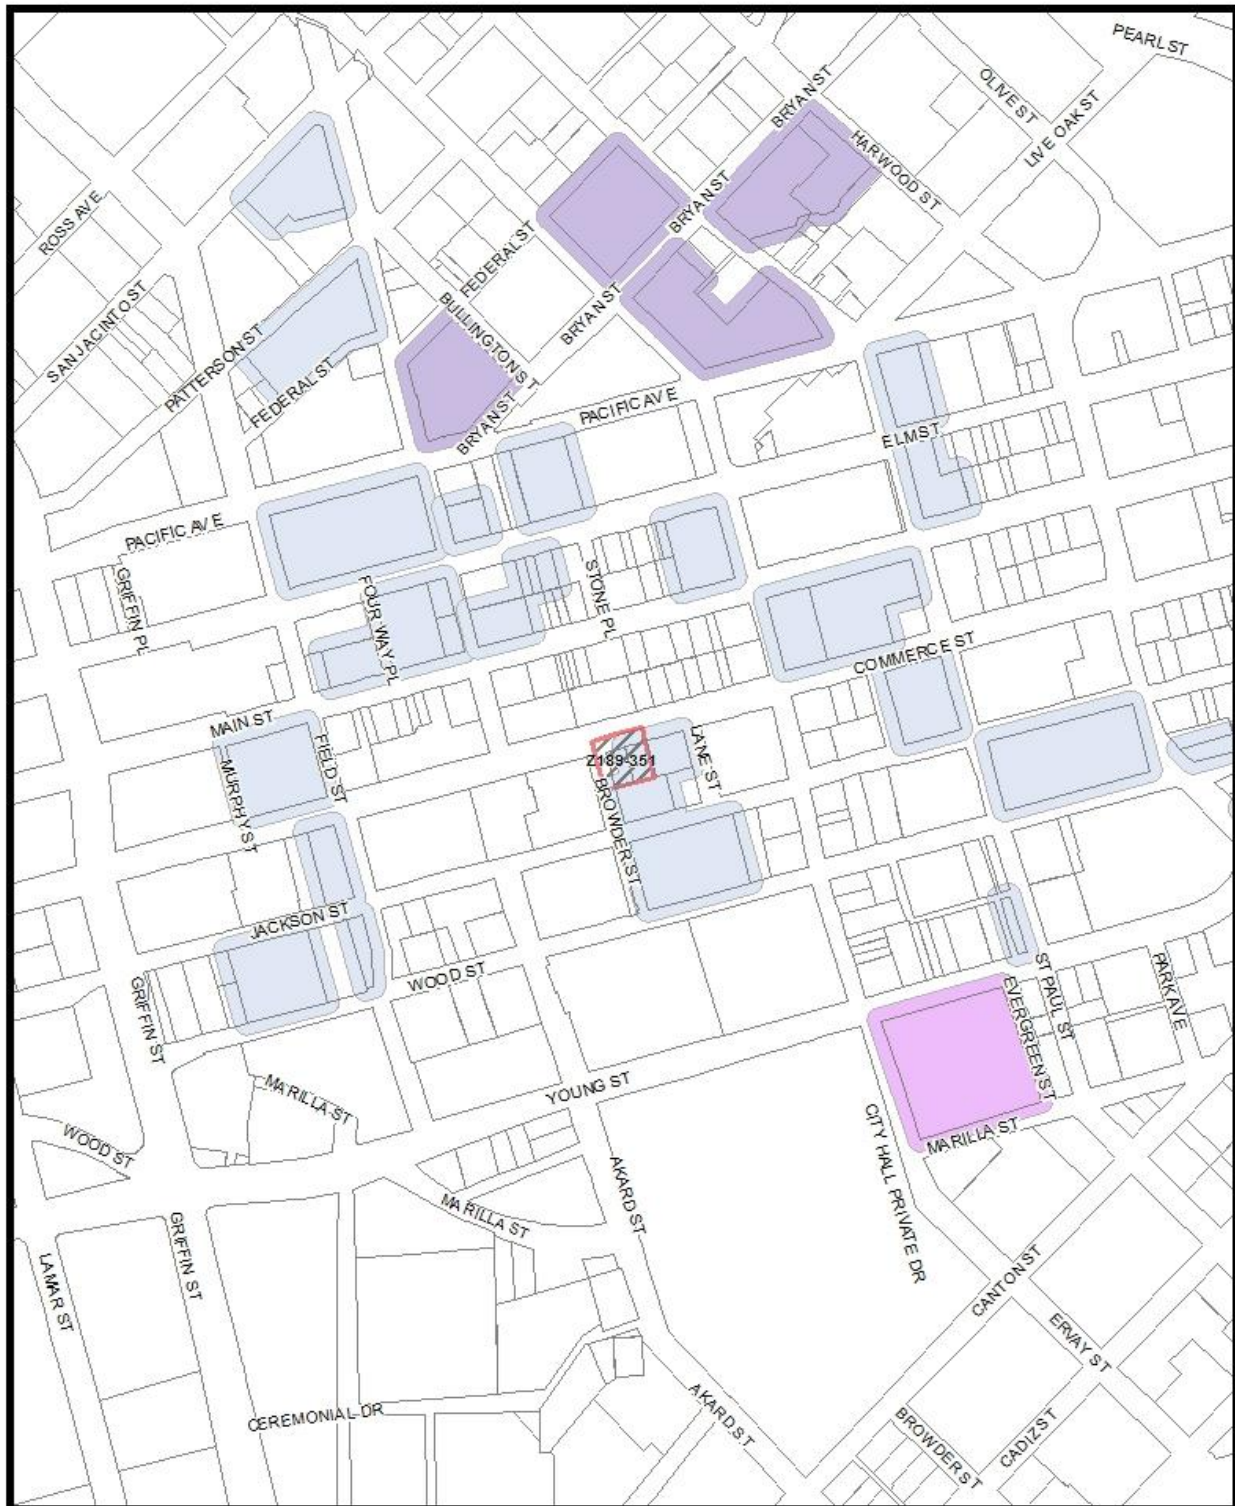 PEARL ST
OLIVE ST
LIVE OAK ST
BRYAN ST
HARWOOD ST
BRYAN ST
ROSS AVE
FEDERAL ST
SAN JACINTO ST
BULLINGTON ST
BRYAN ST
PATTERSON ST
FEDERAL ST
BRYAN ST
PACIFIC AVE
ELM ST
PACIFIC AVE
GRIFFIN PL
FOUR WAY PL
STONE PL
COMMERCE ST
MAIN ST
FIELD ST
MURPHY ST
LANE ST
Z189-351
BROWDER ST
JACKSON ST
WOOD ST
GRIFFIN ST
ST PAUL ST
EVERGREEN ST
PARK AVE
MARILLA ST
YOUNG ST
CITY HALL PRIVATE DR
MARILLA ST
WOOD ST
AKARD ST
MARILLA ST
GRIFFIN ST
LAMAR ST
CANTON ST
ERVAY ST
CEREMONIAL DR
AKARD ST
BROWDER ST
CADIZ ST